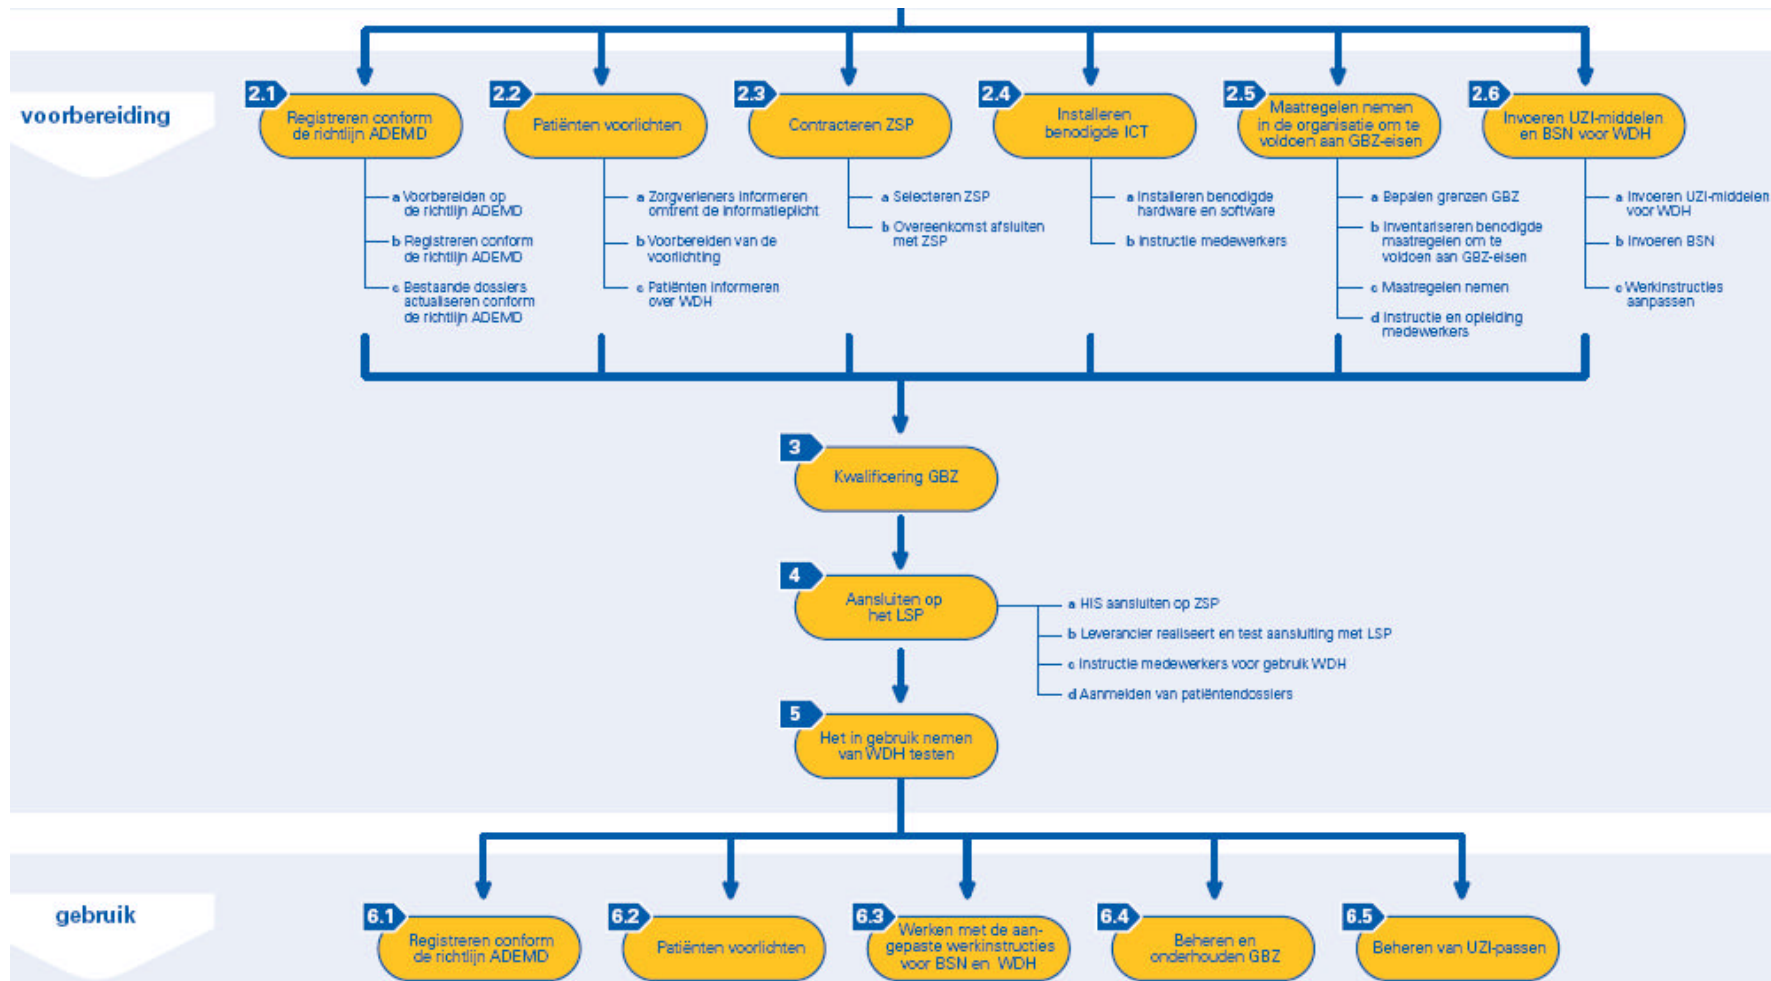 voorbereiding
2.1
Registreren conform
de richtlijn ADEMD
a Voorbereiden op
de richtlijn ADEMD
b Registreren conform
de richtlijn ADEMD
c Bestaande dossiers
actualiseren conform
de richtlijn ADEMD
2.2
Patiënten voorlichten
a Zorgverleners informeren
omtrent de informatieplicht
b Voorbereiden van de
voorlichting
c Patiënten informeren
over WDH
2.3
Contracteren ZSP
a Selecteren ZSP
b Overeenkomst afsluiten
met ZSP
2.4
Installeren
benodigde ICT
a Installeren benodigde
hardware en software
b Instructie medewerkers
2.5
Maatregelen nemen
in de organisatie om te
voldoen aan GBZ-eisen
a Bepalen grenzen GBZ
b Inventariseren benodigde
maatregelen om te
voldoen aan GBZ-eisen
c Maatregelen nemen
d Instructie en opleiding
medewerkers
2.6
Invoeren UZI-middelen
en BSN voor WDH
a Invoeren UZI-middelen
voor WDH
b Invoeren BSN
c Werkinstructies
aanpassen
3
Kwalificering GBZ
4
Aansluiten op
het LSP
a HIS aansluiten op ZSP
b Leverancier realiseert en test aansluiting met LSP
c Instructie medewerkers voor gebruik WDH
d Aanmelden van patiëntendossiers
5
Het in gebruik nemen
van WDH testen
gebruik
6.1
Registreren conform
de richtlijn ADEMD
6.2
Patiënten voorlichten
6.3
Werken met de aan-
gepaste werkinstructies
voor BSN en WDH
6.4
Beheren en
onderhouden GBZ
6.5
Beheren van UZI-passen